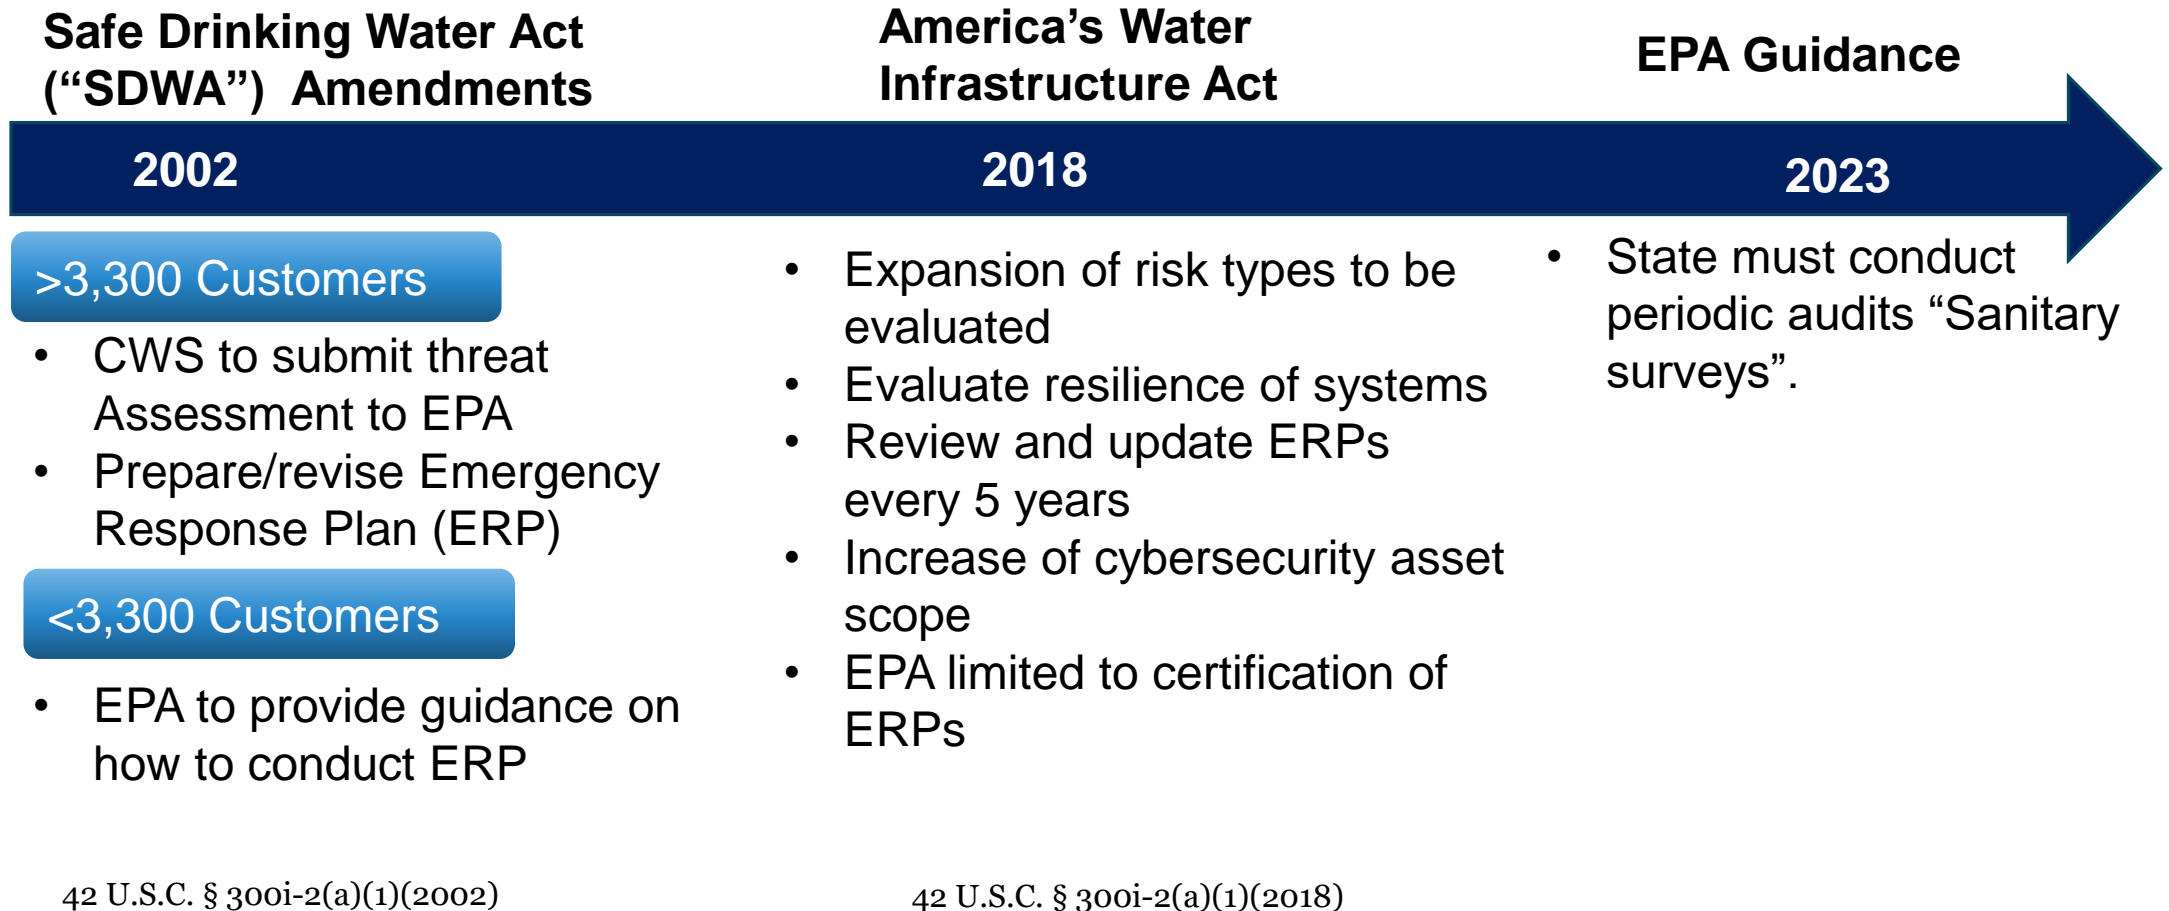 Safe Drinking Water Act
(“SDWA”) Amendments
2002
>3,300 Customers
• CWS to submit threat
Assessment to EPA
• Prepare/revise Emergency
Response Plan (ERP)
<3,300 Customers
• EPA to provide guidance on
how to conduct ERP
42 U.S.C. § 300i-2(a)(1)(2002)
America’s Water
Infrastructure Act
2018
• Expansion of risk types to be
evaluated
• Evaluate resilience of systems
• Review and update ERPs
every 5 years
• Increase of cybersecurity asset
scope
• EPA limited to certification of
ERPs
42 U.S.C. § 300i-2(a)(1)(2018)
EPA Guidance
2023
• State must conduct
periodic audits “Sanitary
surveys”.